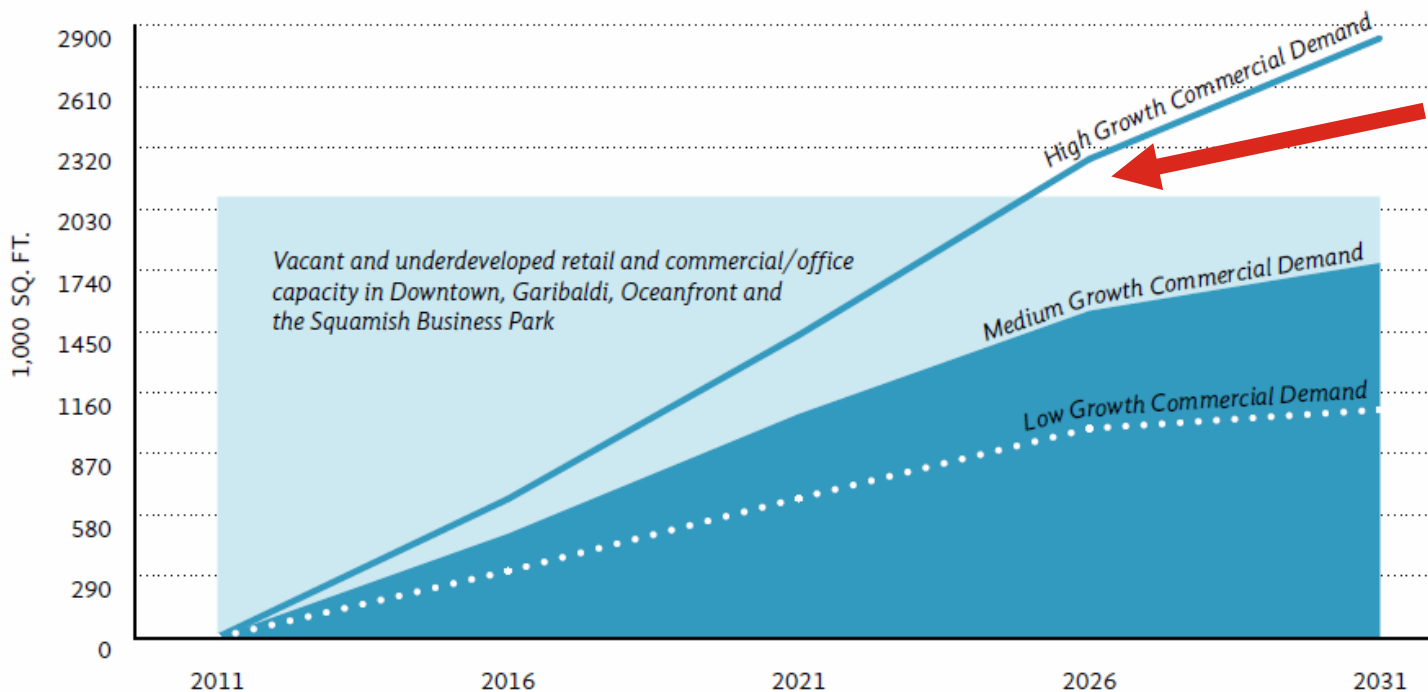 2900
2610
2320
2030
1740
1450
1160
870
580
290
0
1,000 SQ. FT.
High Growth Commercial Demand
Vacant and underdeveloped retail and commercial/office
capacity in Downtown, Garibaldi, Oceanfront and
the Squamish Business Park
Medium Growth Commercial Demand
Low Growth Commercial Demand
2011 2016 2021 2026 2031